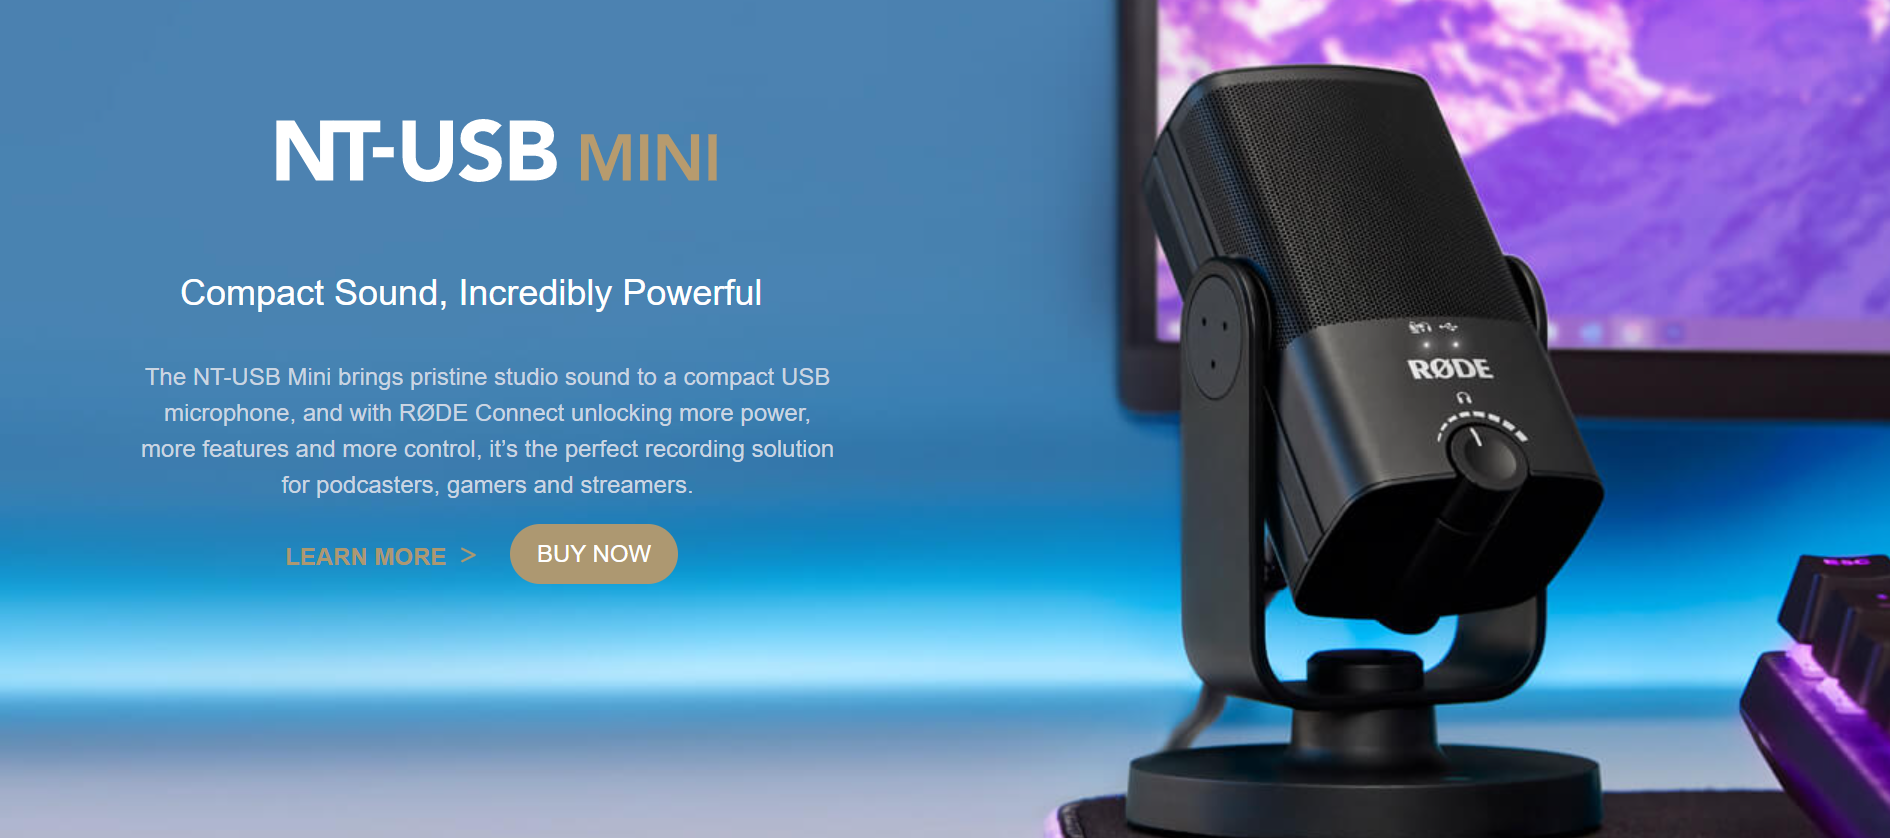 NT-USB MINI
Compact Sound, Incredibly Powerful
The NT-USB Mini brings pristine studio sound to a compact USB
microphone, and with RØDE Connect unlocking more power,
more features and more control, it’s the perfect recording solution
for podcasters, gamers and streamers.
LEARN MORE >
BUY NOW
RØDE
ESC